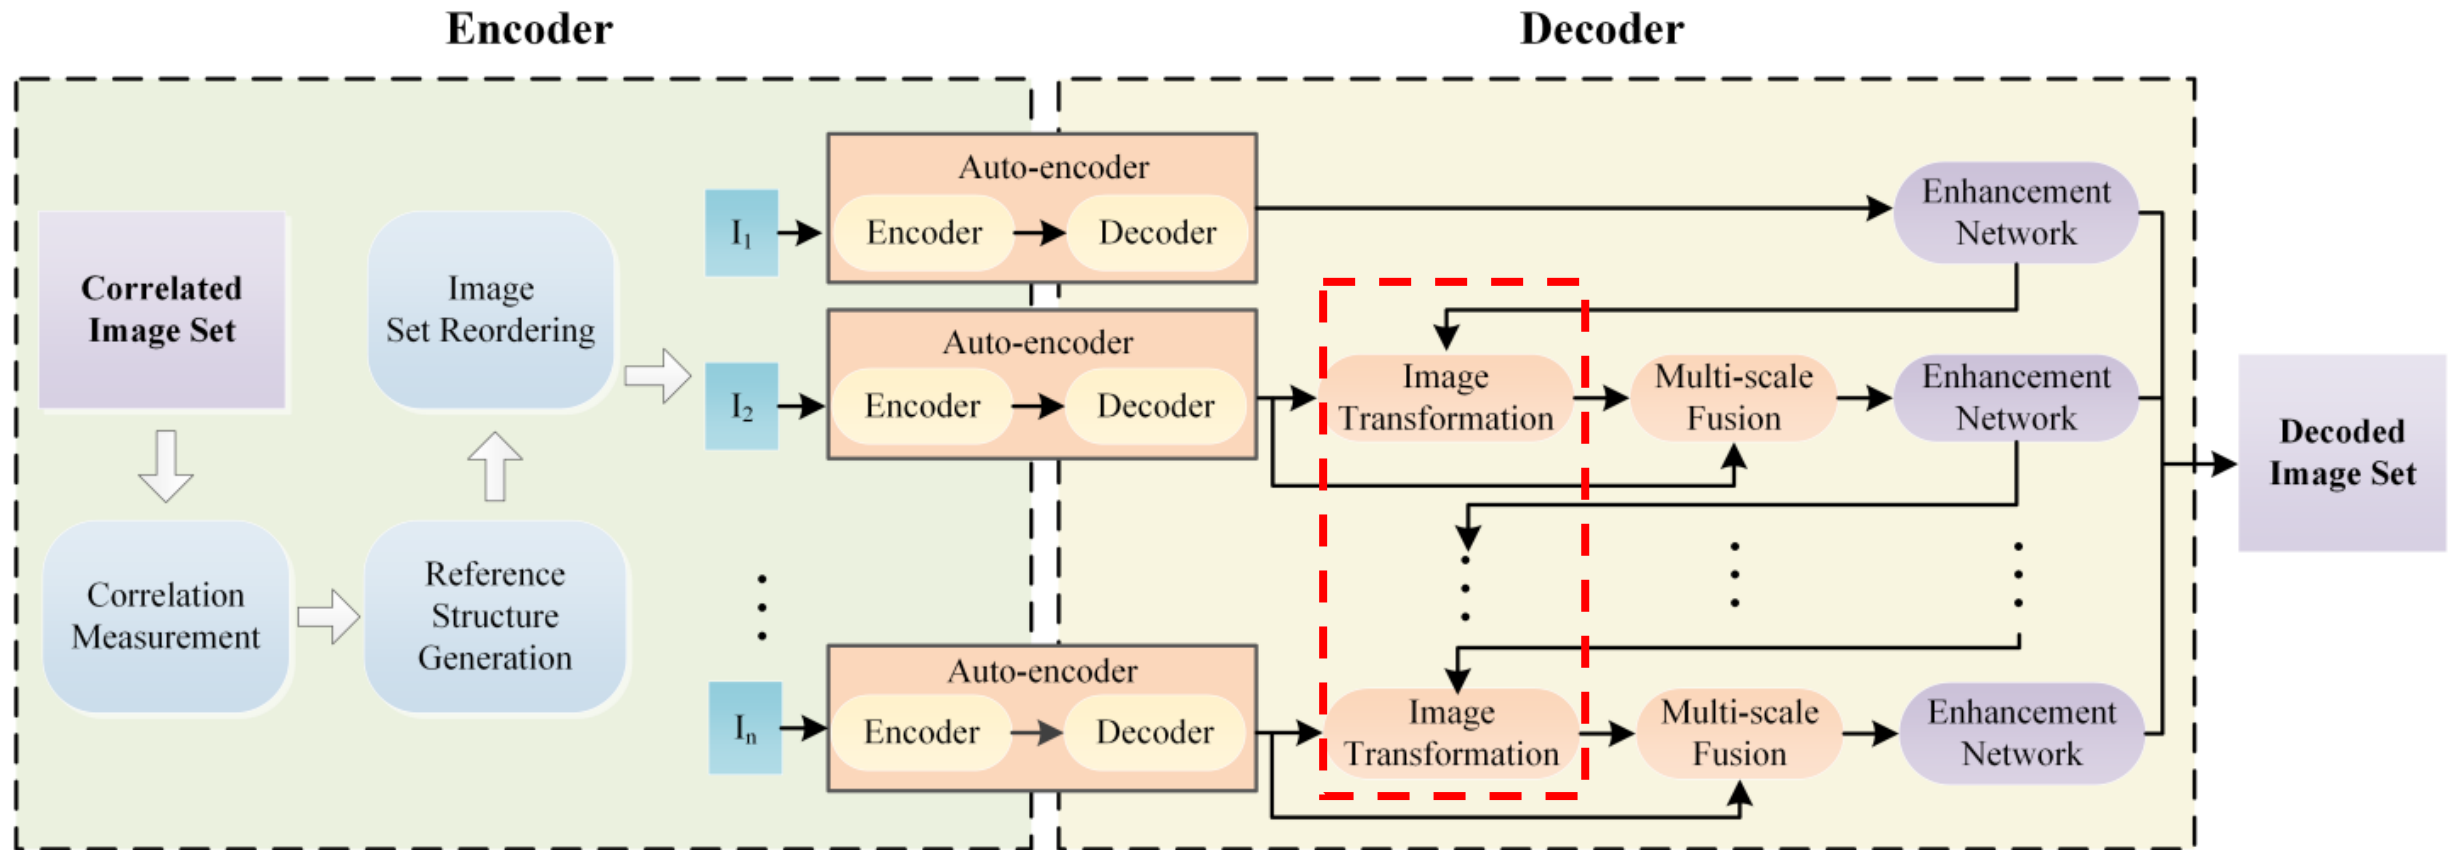 Encoder
Decoder
Correlated
Image Set
Correlation
Measurement
Reference
Structure
Generation
Image
Set Reordering
I1
Auto-encoder
Encoder
Decoder
Enhancement
Network
I2
Auto-encoder
Encoder
Decoder
Image
Transformation
Multi-scale
Fusion
Enhancement
Network
In
Auto-encoder
Encoder
Decoder
Image
Transformation
Multi-scale
Fusion
Enhancement
Network
Decoded
Image Set